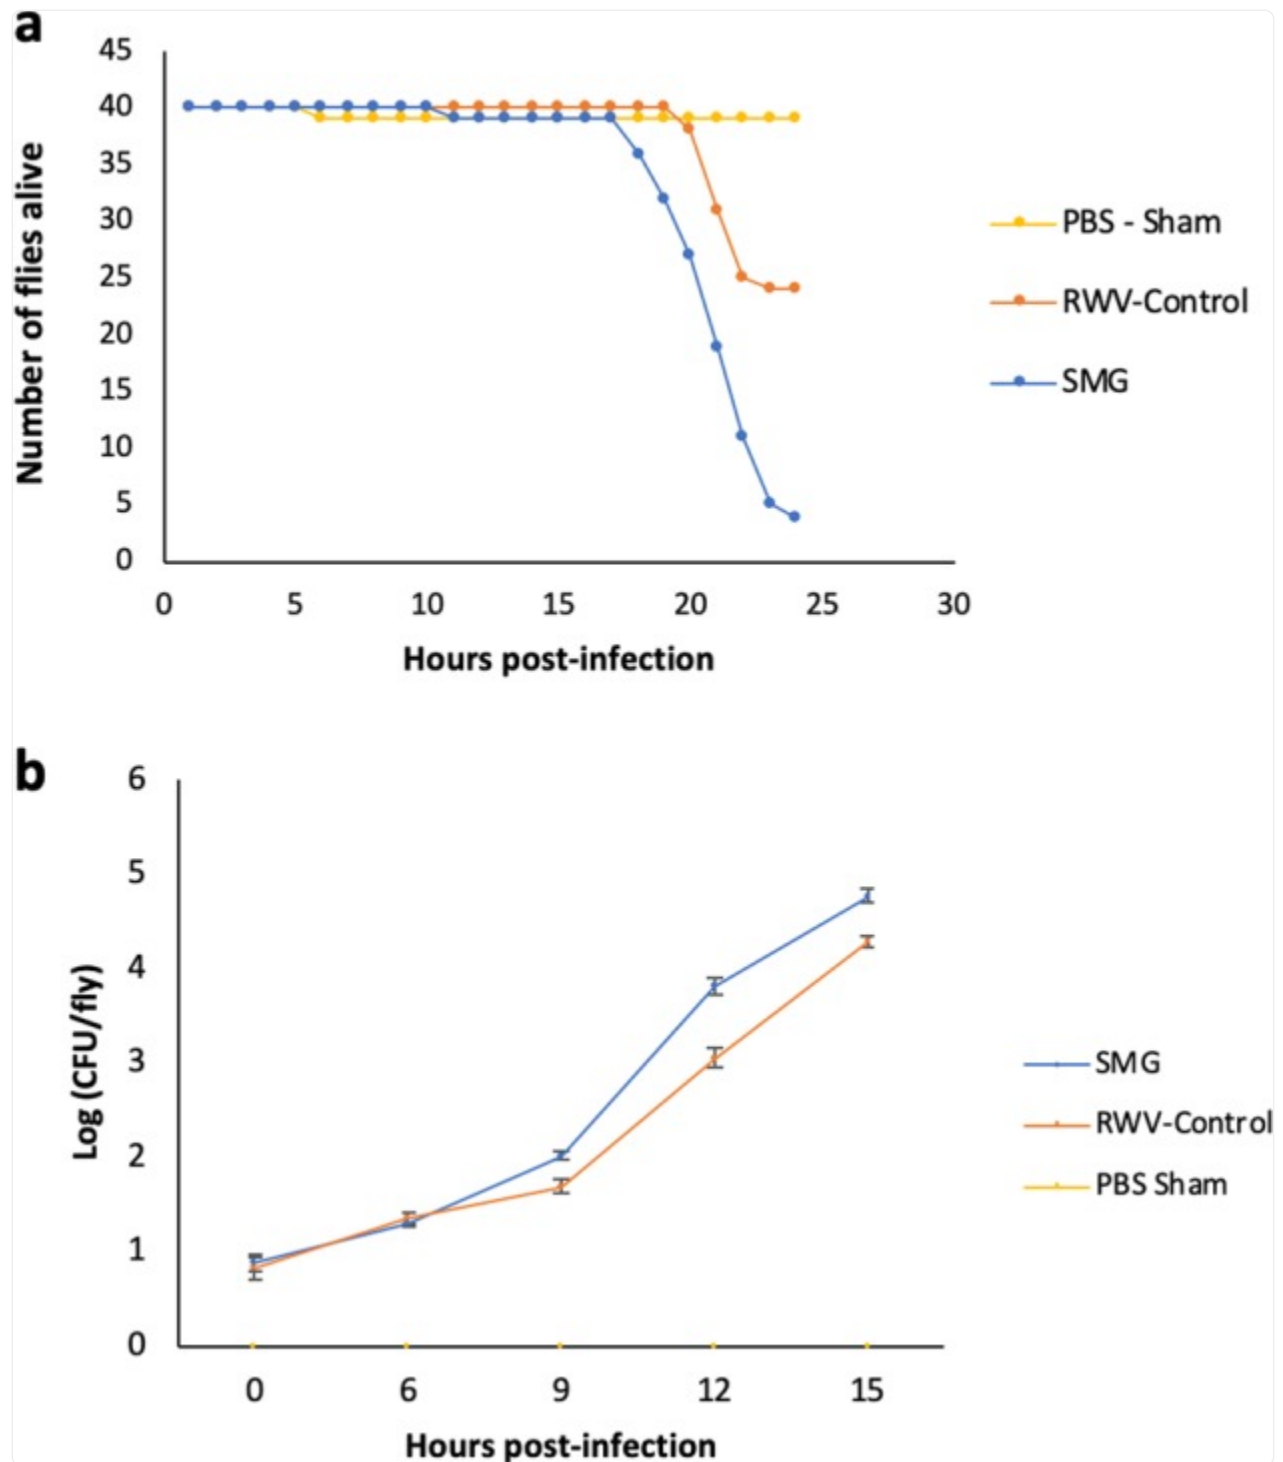 a
45
40
35
30
25
20
15
10
5
0
Number of flies alive
0 5 10 15 20 25 30
Hours post-infection
PBS - Sham
RWV-Control
SMG
b
6
5
4
3
2
1
0
Log (CFU/fly)
0 6 9 12 15
Hours post-infection
SMG
RWV-Control
PBS Sham